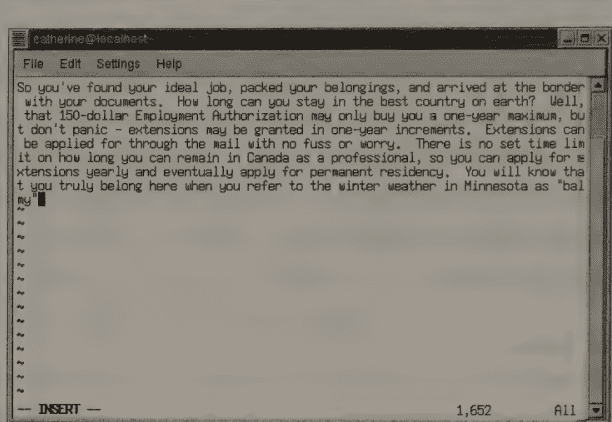 catherine@localhost~
File Edit Settings Help
So you've found your ideal job, packed your belongings, and arrived at the border
with your documents. How long can you stay in the best country on earth? Well,
that 150-dollar Employment Authorization may only buy you a one-year maximum, bu
t don't panic - extensions may be granted in one-year increments. Extensions can
be applied for through the mail with no fuss or worry. There is no set time lim
it on how long you can remain in Canada as a professional, so you can apply for e
xtensions yearly and eventually apply for permanent residency. You will know tha
t you truly belong here when you refer to the winter weather in Minnesota as "bal
my"
~
~
~
~
~
~
~
~
~
~
~
~
~
-- INSERT -- 1,652 All